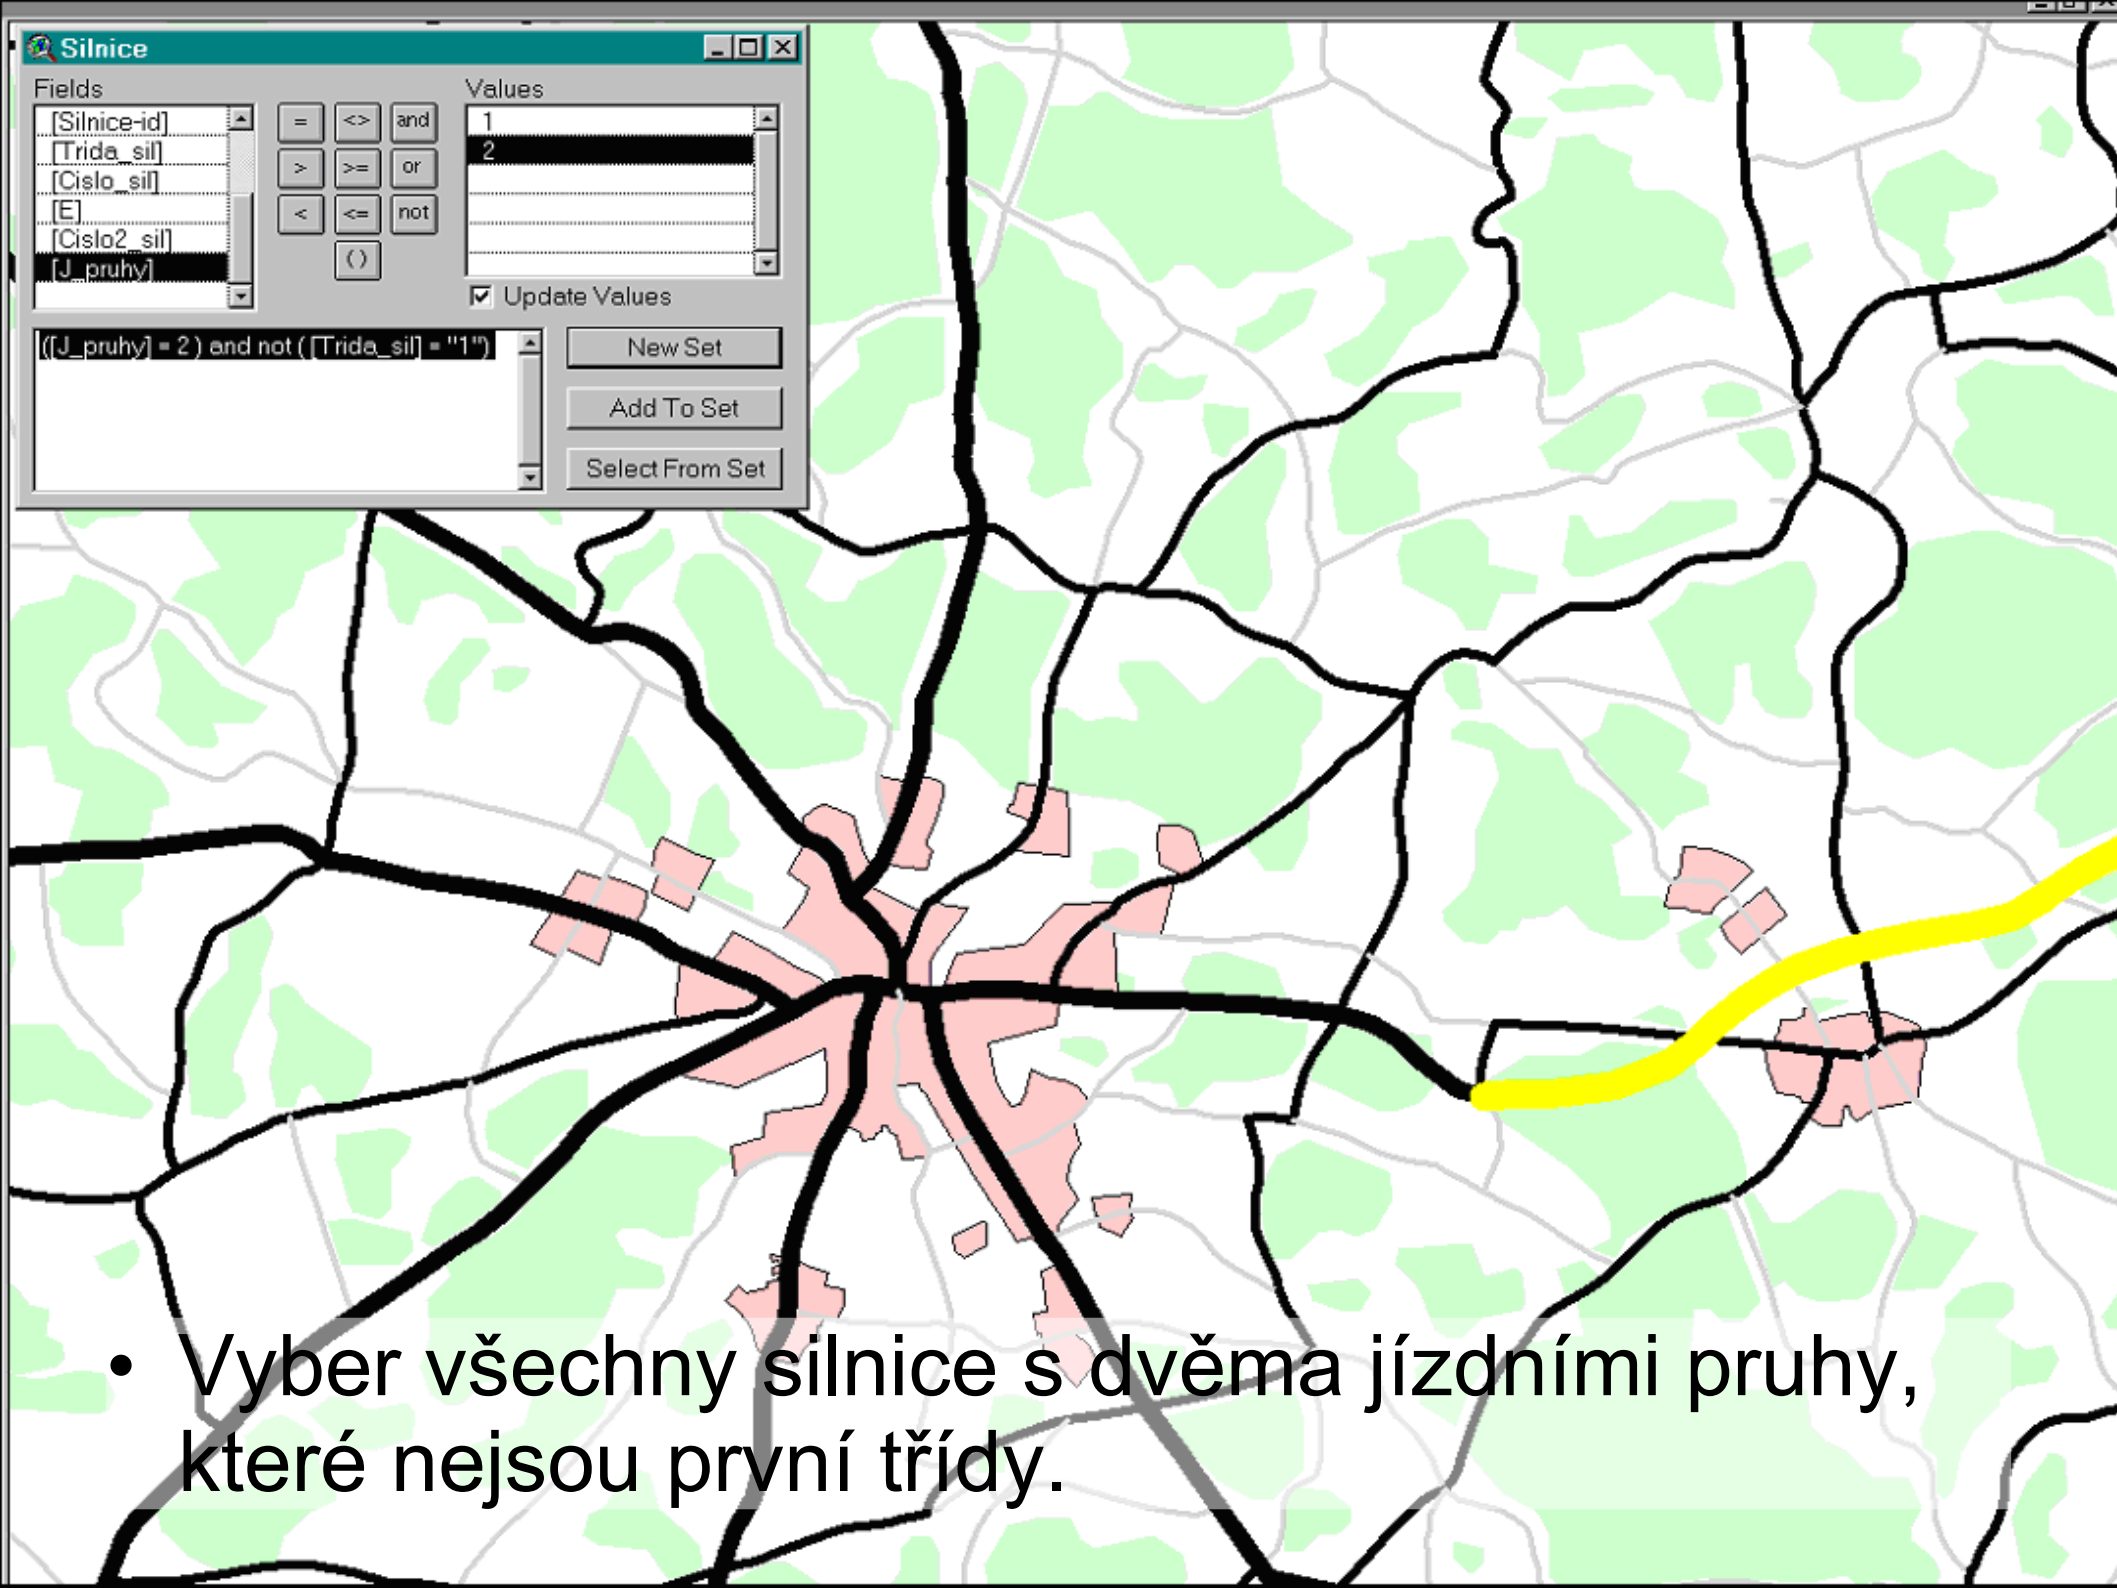 Silnice
Fields
Values
[Silnice-id]
[Trida_sil]
[Cislo_sil]
[E]
[Cislo2_sil]
[J_pruhy]
= <> and
> >= or
< <= not
( )
1
2
Update Values
([J_pruhy] = 2 ) and not ( [Trida_sil] = "1")
New Set
Add To Set
Select From Set
• Vyber všechny silnice s dvěma jízdními pruhy,
které nejsou první třídy.